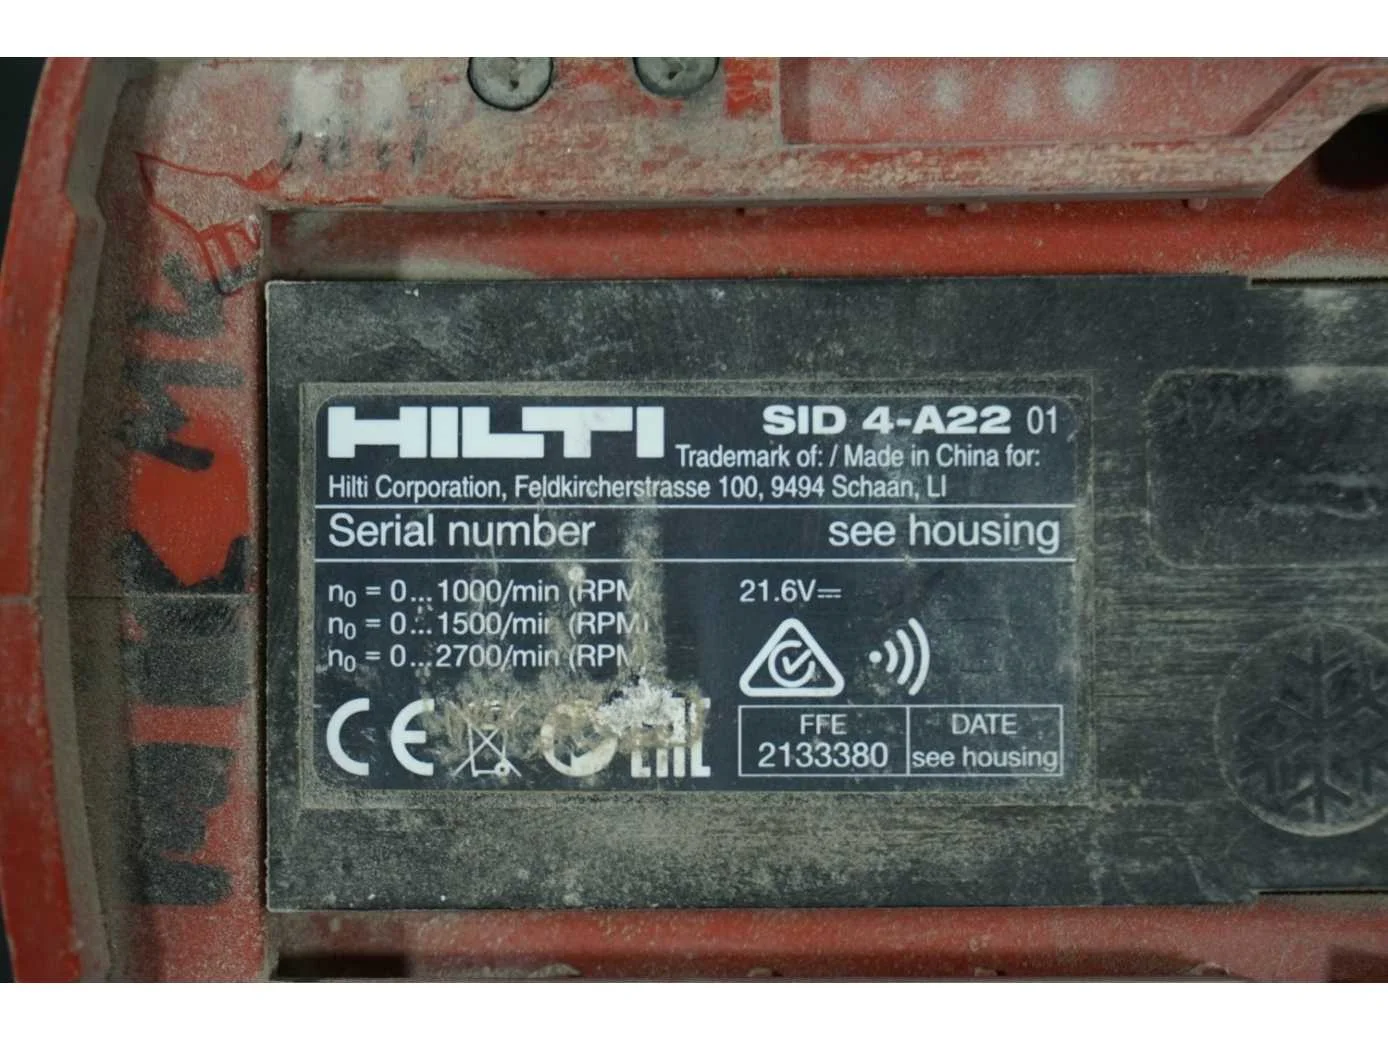 HILTI
SID 4-A22 01
Trademark of: / Made in China for:
Hilti Corporation, Feldkircherstrasse 100, 9494 Schaan, LI
Serial number see housing
n₀ = 0...1000/min (RPM
n₀ = 0...1500/min (RPM)
n₀ = 0...2700/min (RPM)
21.6V⎓
CE
EAC
FFE
2133380
DATE
see housing